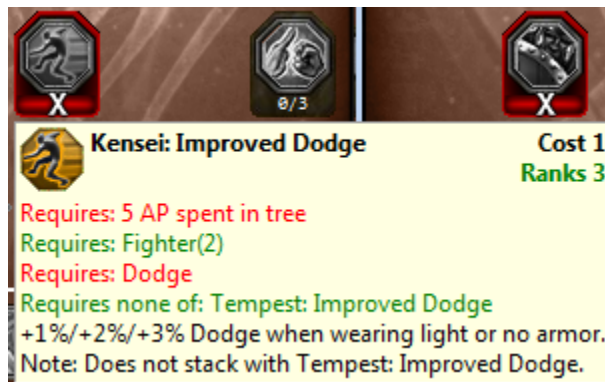 X
0/3
X
Kensei: Improved Dodge
Cost 1
Ranks 3
Requires: 5 AP spent in tree
Requires: Fighter(2)
Requires: Dodge
Requires none of: Tempest: Improved Dodge
+1%/+2%/+3% Dodge when wearing light or no armor.
Note: Does not stack with Tempest: Improved Dodge.